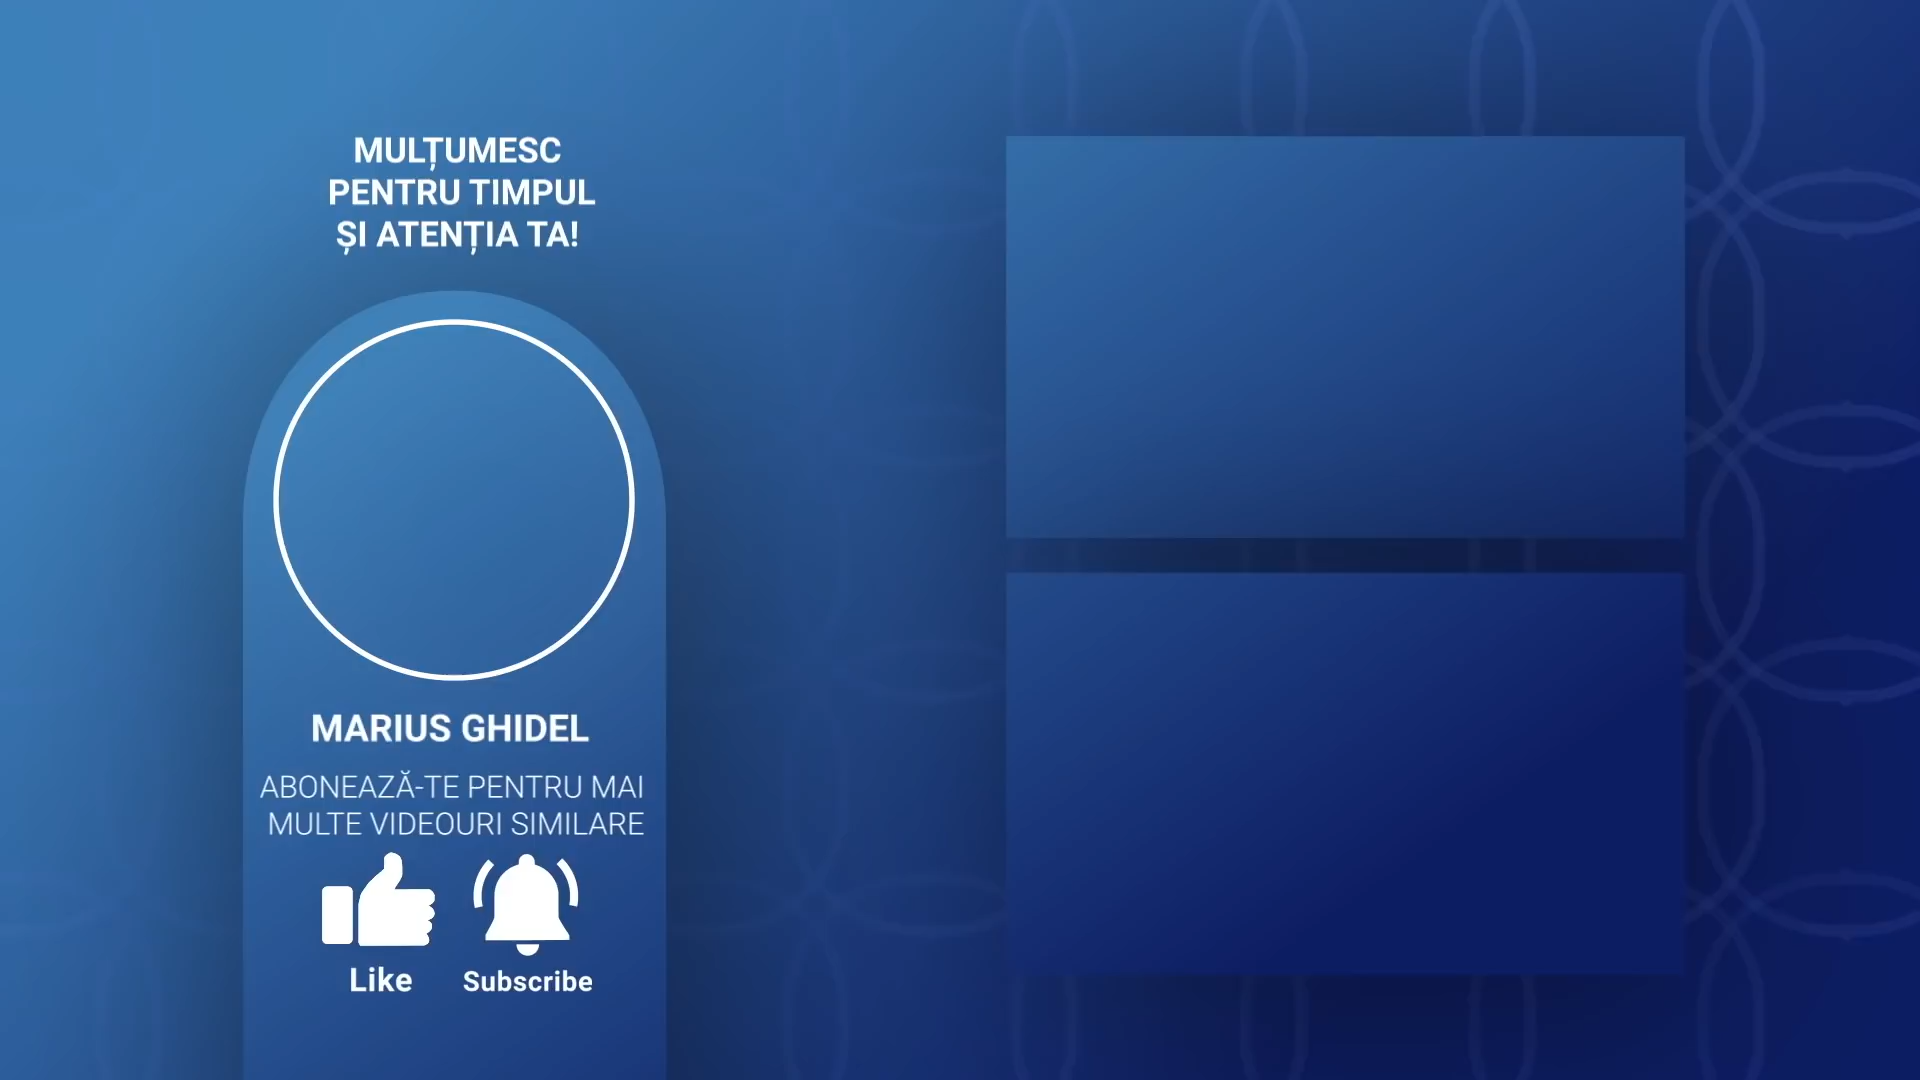 MULȚUMESC
PENTRU TIMPUL
ȘI ATENȚIA TA!
MARIUS GHIDEL
ABONEAZĂ-TE PENTRU MAI
MULTE VIDEOURI SIMILARE
Like
Subscribe